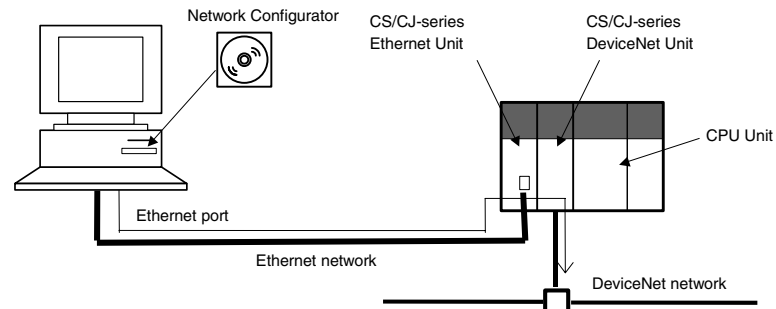 Network Configurator
CS/CJ-series
Ethernet Unit
CS/CJ-series
DeviceNet Unit
CPU Unit
Ethernet port
Ethernet network
DeviceNet network